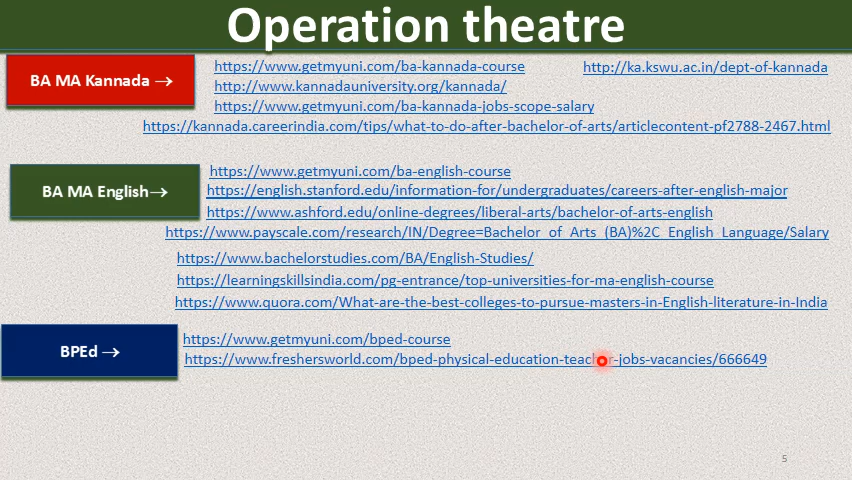 Operation theatre
BA MA Kannada →
https://www.getmyuni.com/ba-kannada-course
http://ka.kswu.ac.in/dept-of-kannada
http://www.kannadauniversity.org/kannada/
https://www.getmyuni.com/ba-kannada-jobs-scope-salary
https://kannada.careerindia.com/tips/what-to-do-after-bachelor-of-arts/articlecontent-pf2788-2467.html
BA MA English→
https://www.getmyuni.com/ba-english-course
https://english.stanford.edu/information-for/undergraduates/careers-after-english-major
https://www.ashford.edu/online-degrees/liberal-arts/bachelor-of-arts-english
https://www.payscale.com/research/IN/Degree=Bachelor_of_Arts_(BA)%2C_English_Language/Salary
https://www.bachelorstudies.com/BA/English-Studies/
https://learningskillsindia.com/pg-entrance/top-universities-for-ma-english-course
https://www.quora.com/What-are-the-best-colleges-to-pursue-masters-in-English-literature-in-India
BPEd →
https://www.getmyuni.com/bped-course
https://www.freshersworld.com/bped-physical-education-teacher-jobs-vacancies/666649
5